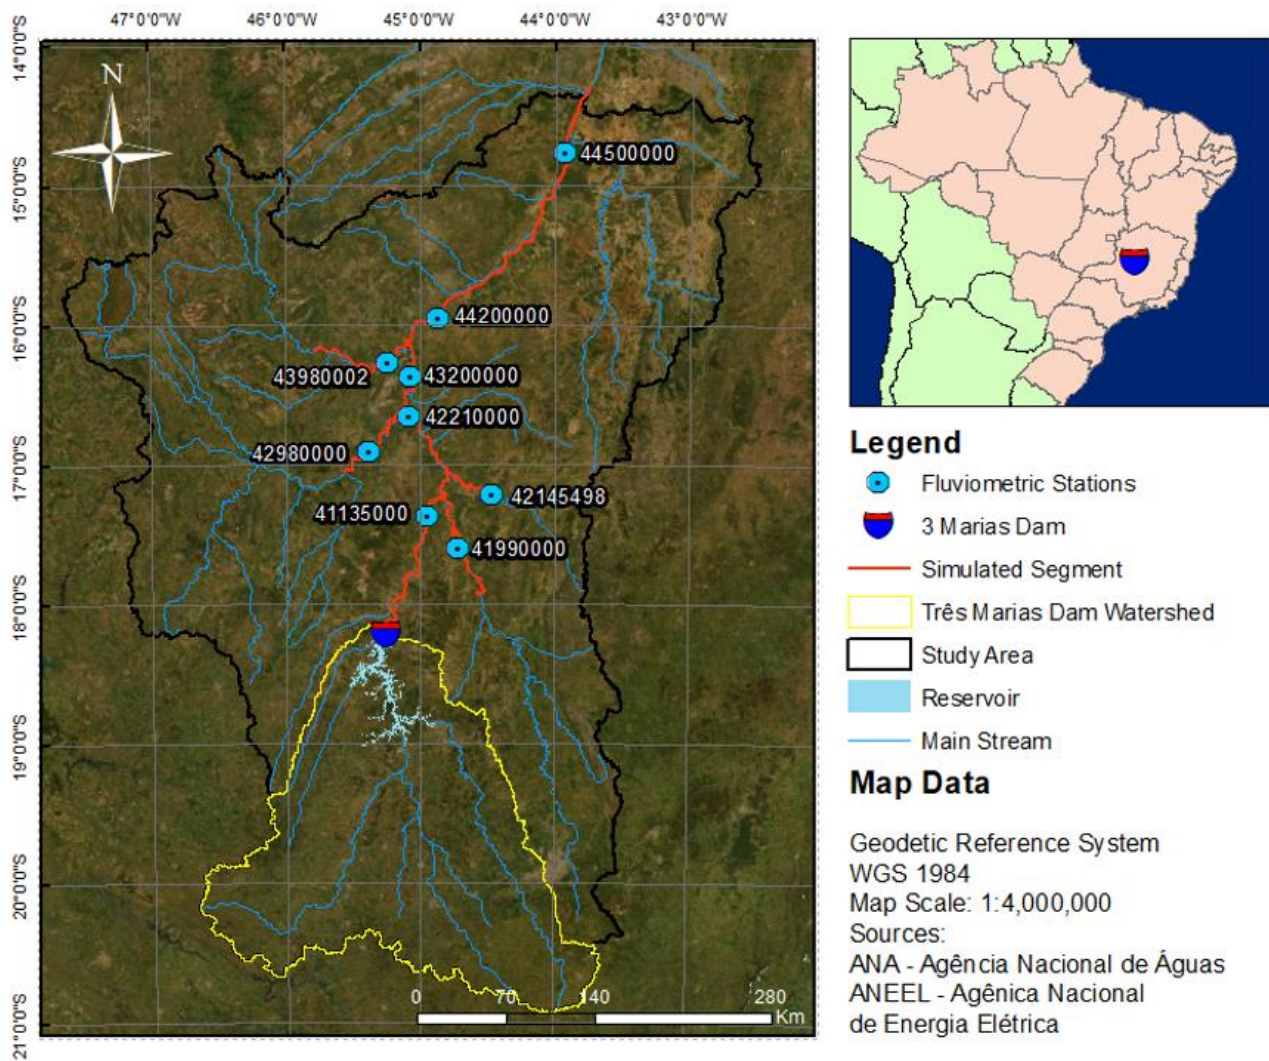 47°0'0"W 46°0'0"W 45°0'0"W 44°0'0"W 43°0'0"W
14°0'0"S
N
44500000
15°0'0"S
44200000
16°0'0"S
43980002
43200000
42210000
42980000
17°0'0"S
42145498
41135000
41990000
18°0'0"S
19°0'0"S
20°0'0"S
21°0'0"S
0 70 140 280
Km
Legend
Fluviometric Stations
3 Marias Dam
Simulated Segment
Três Marias Dam Watershed
Study Area
Reservoir
Main Stream
Map Data
Geodetic Reference System
WGS 1984
Map Scale: 1:4,000,000
Sources:
ANA - Agência Nacional de Águas
ANEEL - Agênica Nacional
de Energia Elétrica